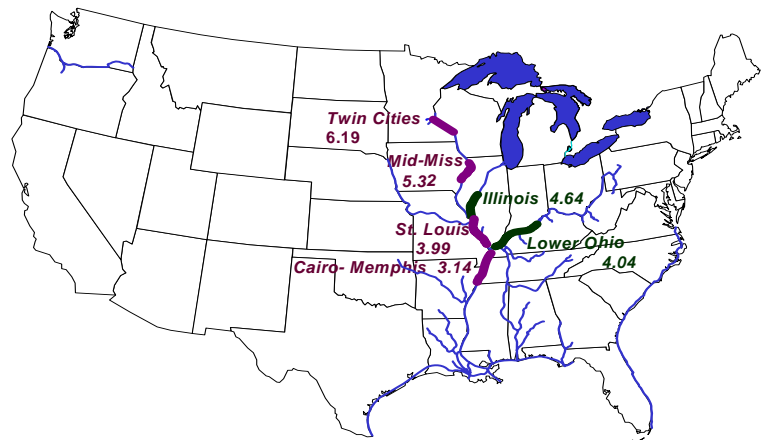 Twin Cities
6.19
Mid-Miss
5.32
Illinois 4.64
St. Louis
3.99
Lower Ohio
4.04
Cairo- Memphis 3.14